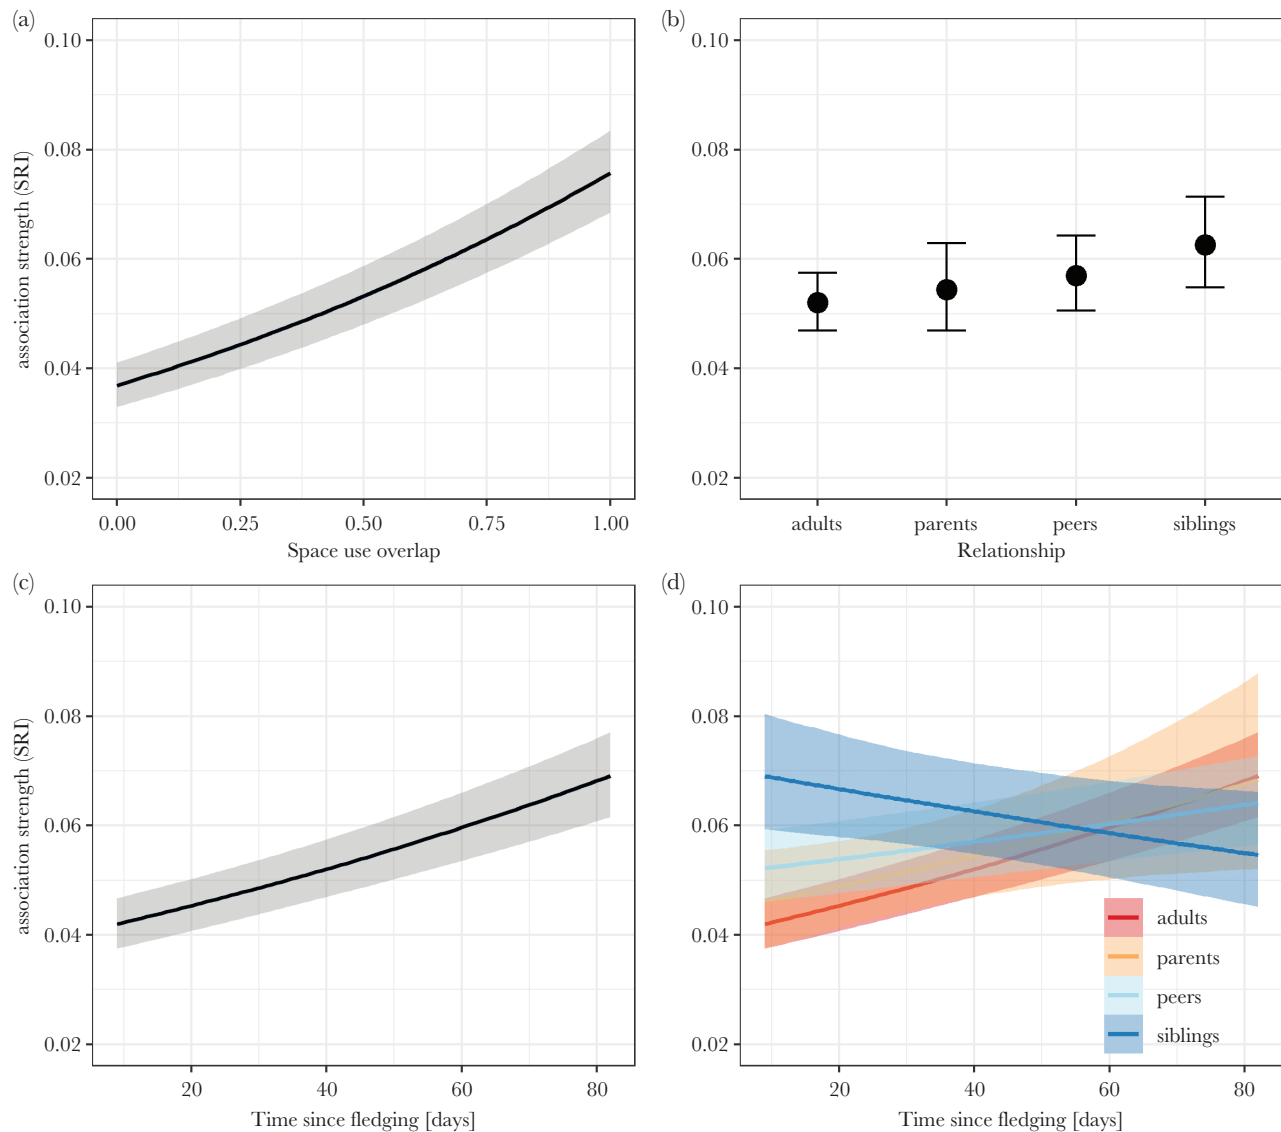 (a)
0.10
0.08
0.06
0.04
0.02
association strength (SRI)
0.00 0.25 0.50 0.75 1.00
Space use overlap
(b)
0.10
0.08
0.06
0.04
0.02
adults parents peers siblings
Relationship
(c)
0.10
0.08
0.06
0.04
0.02
association strength (SRI)
20 40 60 80
Time since fledging [days]
(d)
0.10
0.08
0.06
0.04
0.02
adults
parents
peers
siblings
20 40 60 80
Time since fledging [days]